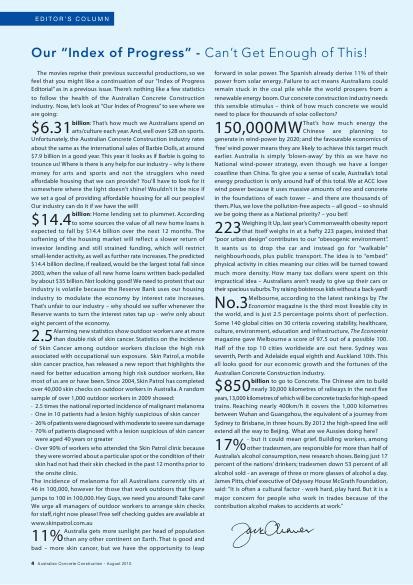 EDITOR'S COLUMN
Our "Index of Progress" - Can't Get Enough of This!
The movies reprise their previous successful productions, so we
feel that you might like a continuation of our "Index of Progress
Editorial" as in a previous issue. There's nothing like a few statistics
to follow the health of the Australian Concrete Construction
Industry. Now, let's look at "Our Index of Progress" to see where we
are going:
$6.31 billion: That's how much we Australians spend on
arts/culture each year. And, well over $28 on sports.
Unfortunately, the Australian Concrete Construction Industry rates
about the same as the international sales of Barbie Dolls, at around
$7.9 billion in a good year. This year it looks as if Barbie is going to
trounce us! Where is there any help for our industry – why is there
money for arts and sports and not the strugglers who need
affordable housing that we can provide? You'll have to look for it
somewhere where the light doesn't shine! Wouldn't it be nice if
we set a goal of providing affordable housing for all our peoples!
Our industry can do it if we have the will!
$14.4 billion: Home lending set to plummet. According
to some sources the value of all new home loans is
expected to fall by $14.4 billion over the next 12 months. The
softening of the housing market will reflect a slower return of
investor lending and still strained funding, which will restrict
small-lender activity, as well as further rate increases. The predicted
$14.4 billion decline, if realised, would be the largest total fall since
2003, when the value of all new home loans written back-pedalled
by about $35 billion. Not looking good! We need to protest that our
industry is volatile because the Reserve Bank uses our housing
industry to modulate the economy by interest rate increases.
That's unfair to our industry – why should we suffer whenever the
Reserve wants to turn the interest rates tap up - we're only about
eight percent of the economy.
2.5 Alarming new statistics show outdoor workers are at more
than double risk of skin cancer. Statistics on the incidence
of Skin Cancer among outdoor workers disclose the high risk
associated with occupational sun exposure. Skin Patrol, a mobile
skin cancer practice, has released a new report that highlights the
need for better education among high risk outdoor workers, like
most of us are or have been. Since 2004, Skin Patrol has completed
over 40,000 skin checks on outdoor workers in Australia. A random
sample of over 1,000 outdoor workers in 2009 showed:
- 2.5 times the national reported incidence of malignant melanoma
- One in 10 patients had a lesion highly suspicious of skin cancer
- 26% of patients were diagnosed with moderate to severe sun damage
- 70% of patients diagnosed with a lesion suspicious of skin cancer
were aged 40 years or greater
- Over 90% of workers who attended the Skin Patrol clinic because
they were worried about a particular spot or the condition of their
skin had not had their skin checked in the past 12 months prior to
the onsite clinic.
The incidence of melanoma for all Australians currently sits at
46 in 100,000, however for those that work outdoors that figure
jumps to 100 in 100,000. Hey Guys, we need you around! Take care!
We urge all managers of outdoor workers to arrange skin checks
for staff, right now please! Free self checking guides are available at
www.skinpatrol.com.au
11% Australia gets more sunlight per head of population
than any other continent on Earth. That is good and
bad – more skin cancer, but we have the opportunity to leap
forward in solar power. The Spanish already derive 11% of their
power from solar energy. Failure to act means Australians could
remain stuck in the coal pile while the world prospers from a
renewable energy boom. Our concrete construction industry needs
this sensible stimulus – think of how much concrete we would
need to place for thousands of solar collectors?
150,000MW That's how much energy the
Chinese are planning to
generate in wind-power by 2020; and the favourable economies of
'free' wind power means they are likely to achieve this target much
earlier. Australia is simply 'blown-away' by this as we have no
National wind-power strategy, even though we have a longer
coastline than China. To give you a sense of scale, Australia's total
energy production is only around half of this total. We at ACC love
wind power because it uses massive amounts of reo and concrete
in the foundations of each tower – and there are thousands of
them. Plus, we love the pollution-free aspects – all good – so should
we be going there as a National priority? – you bet!
223 Weighing it Up, last year's Commonwealth obesity report
that itself weighs in at a hefty 223 pages, insisted that
"poor urban design" contributes to our "obesogenic environment".
It wants us to drop the car and instead go for "walkable"
neighbourhoods, plus public transport. The idea is to "embed"
physical activity in cities meaning our cities will be turned toward
much more density. How many tax dollars were spent on this
impractical idea – Australians aren't ready to give up their cars or
their spacious suburbs. Try raising boisterous kids without a back-yard!
No.3 Melbourne, according to the latest rankings by The
Economist magazine is the third most liveable city in
the world, and is just 2.5 percentage points short of perfection.
Some 140 global cities on 30 criteria covering stability, healthcare,
culture, environment, education and infrastructure, The Economist
magazine gave Melbourne a score of 97.5 out of a possible 100.
Half of the top 10 cities worldwide are out here. Sydney was
seventh, Perth and Adelaide equal eighth and Auckland 10th. This
all looks good for our economic growth and the fortunes of the
Australian Concrete Construction Industry.
$850 billion to go to Concrete. The Chinese aim to build
nearly 30,000 kilometres of railways in the next five
years, 13,000 kilometres of which will be concrete tracks for high-speed
trains. Reaching nearly 400km/h it covers the 1,000 kilometres
between Wuhan and Guangzhou, the equivalent of a journey from
Sydney to Brisbane, in three hours. By 2012 the high-speed line will
extend all the way to Beijing. What are we Aussies doing here?
17% - but it could mean grief. Building workers, among
other tradesmen, are responsible for more than half of
Australia's alcohol consumption, new research shows. Being just 17
percent of the nations' drinkers; tradesmen down 53 percent of all
alcohol sold - an average of three or more glasses of alcohol a day.
James Pitts, chief executive of Odyssey House McGrath Foundation,
said: "It is often a cultural factor - work hard, play hard. But it is a
major concern for people who work in trades because of the
contribution alcohol makes to accidents at work."
4 Australian Concrete Construction - August 2010